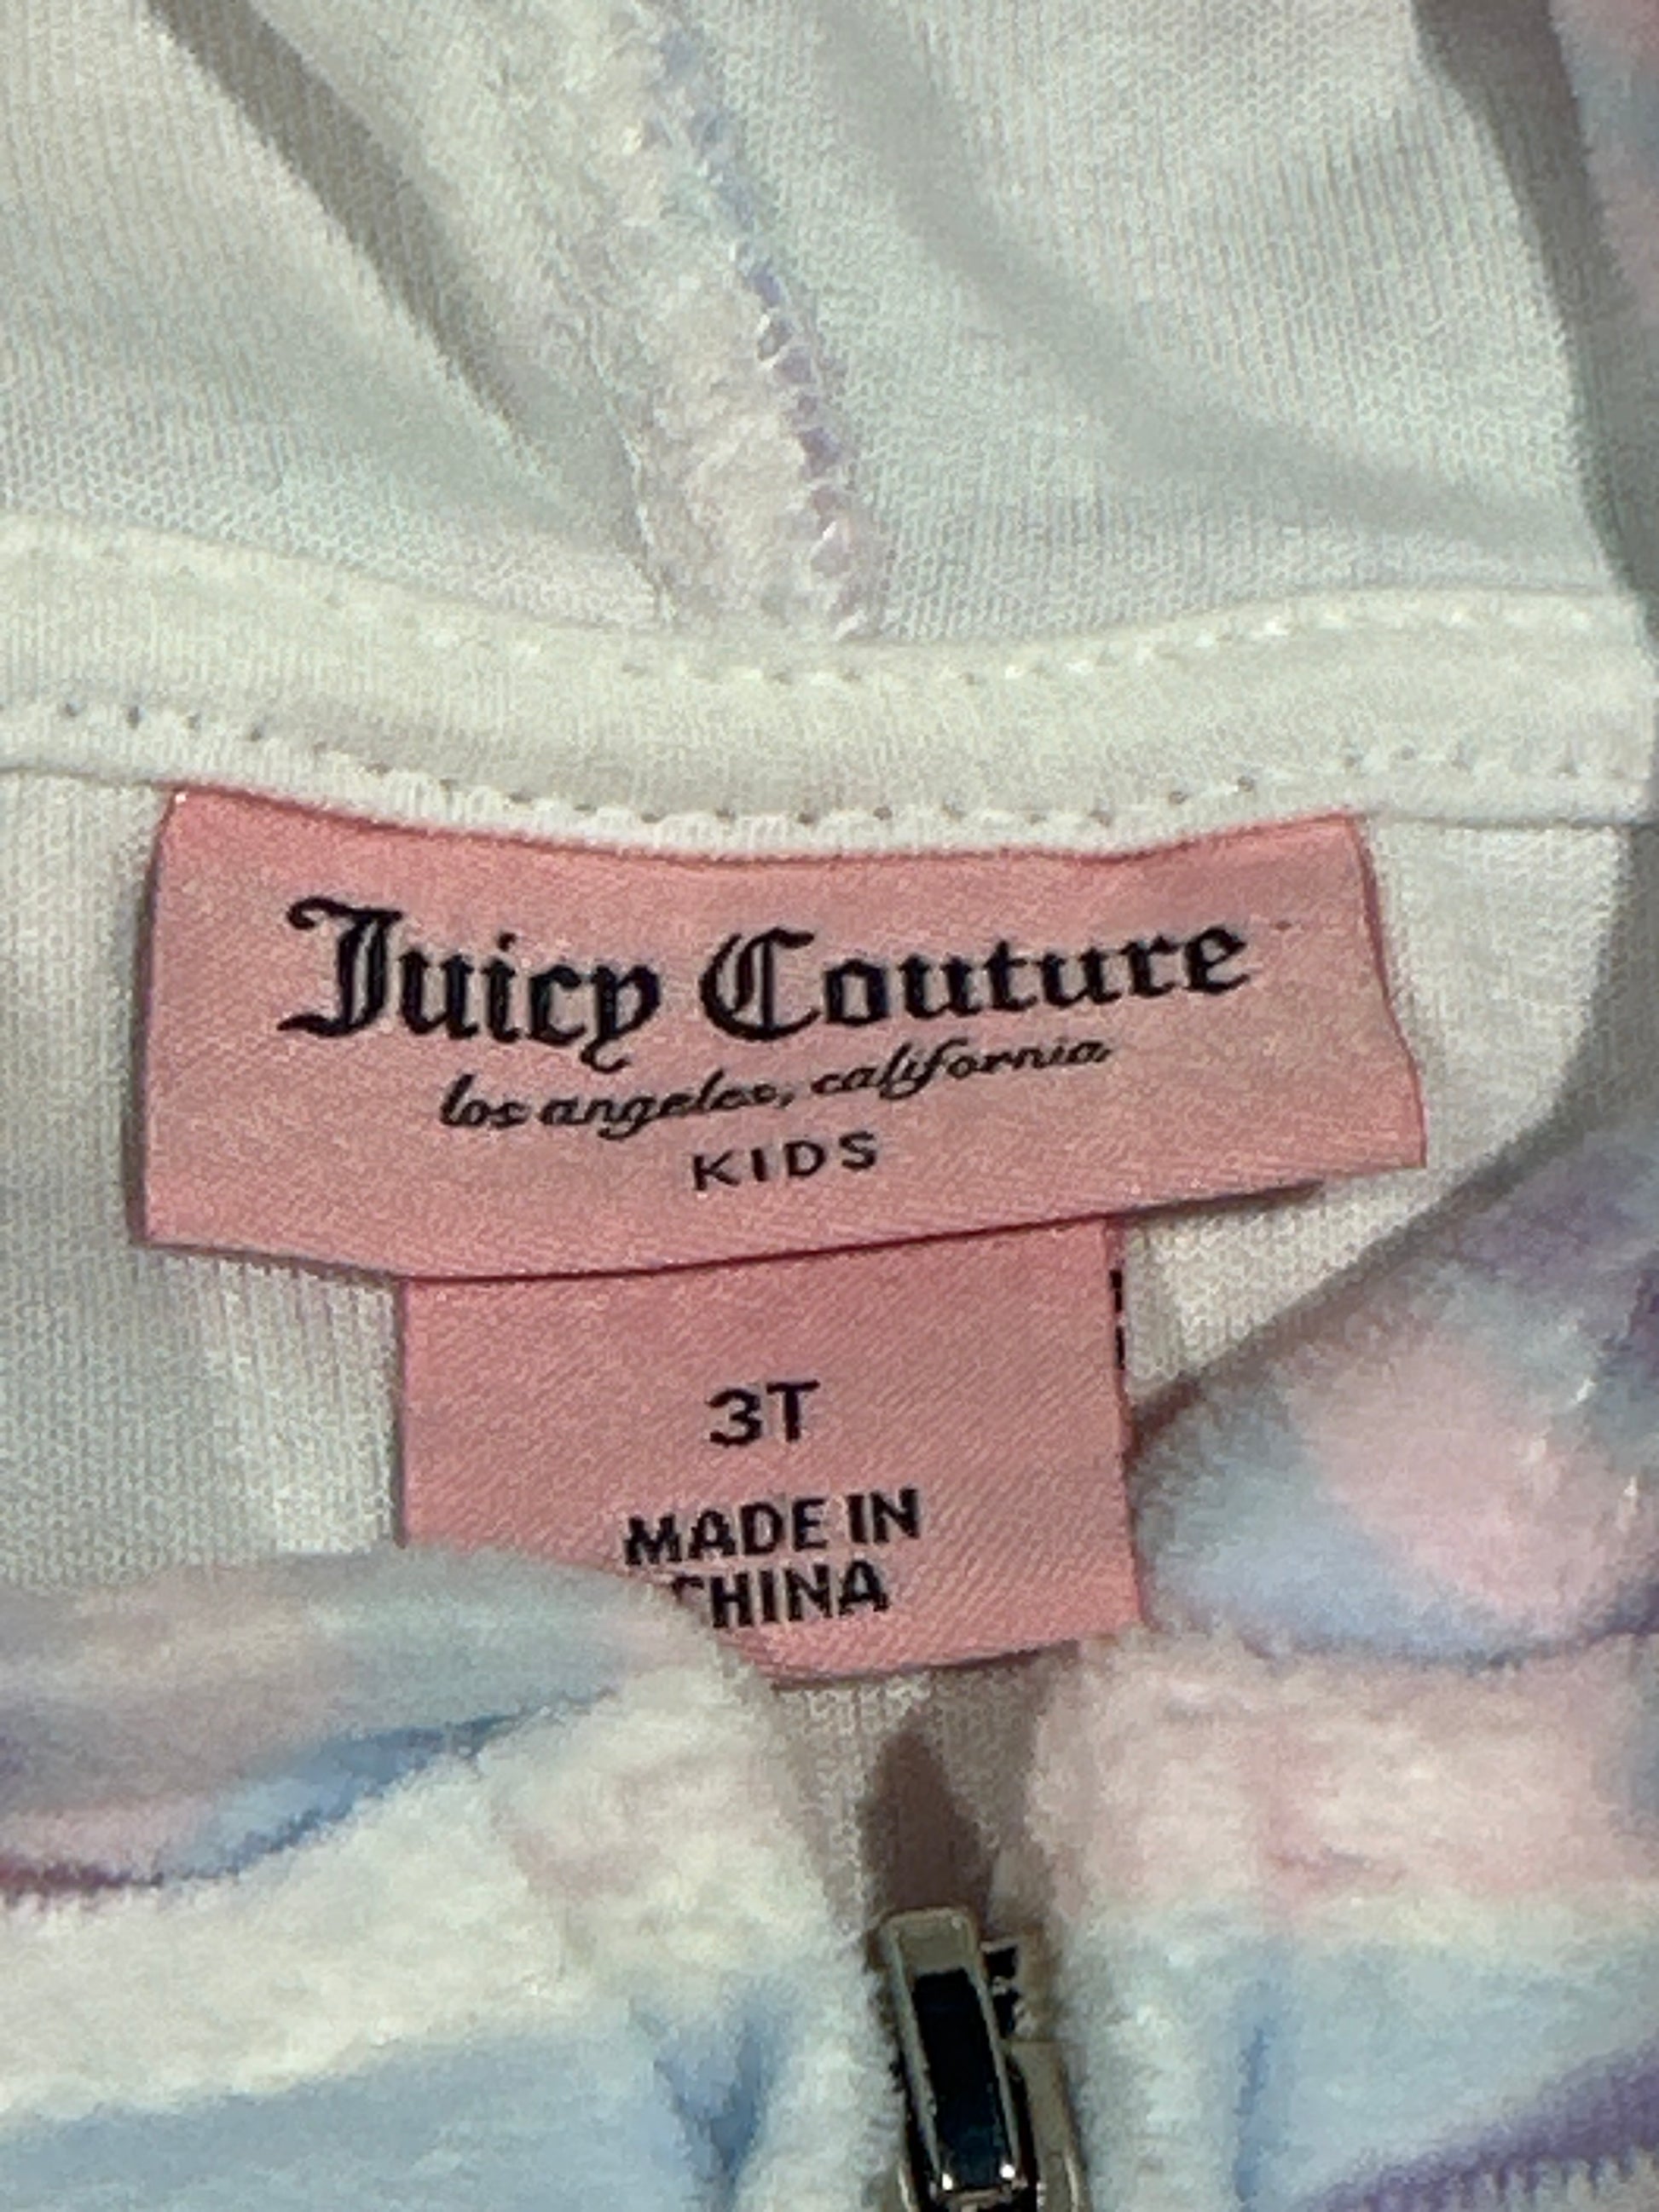 Juicy Couture
los angeles, california
KIDS
3T
MADE IN
CHINA